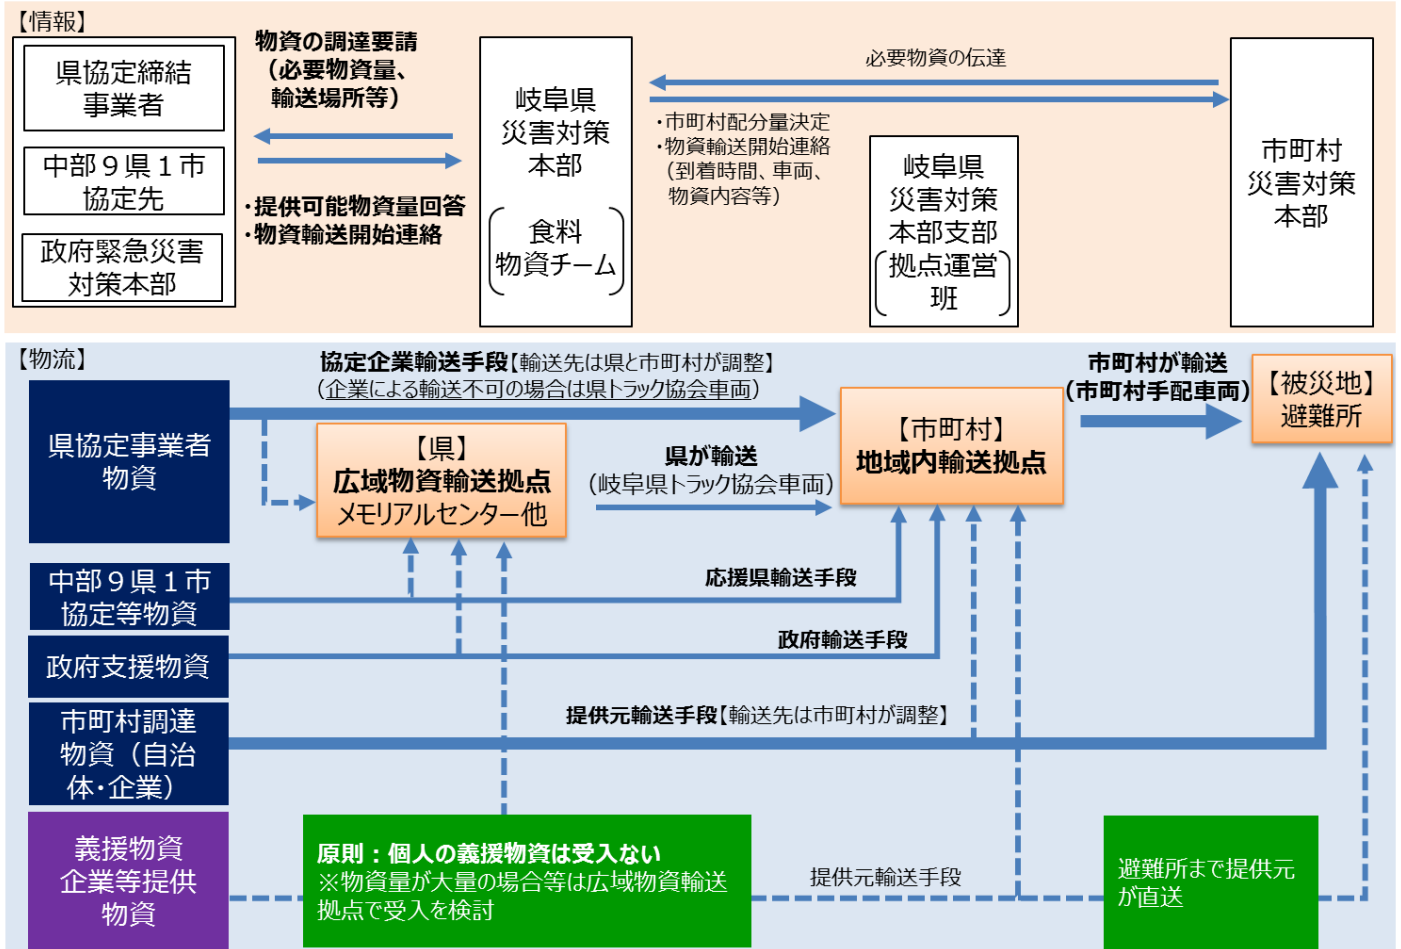 【情報】
県協定締結
事業者
中部９県１市
協定先
政府緊急災害
対策本部
物資の調達要請
（必要物資量、
輸送場所等）
・提供可能物資量回答
・物資輸送開始連絡
岐阜県
災害対策
本部
食料
物資チーム
必要物資の伝達
・市町村配分量決定
・物資輸送開始連絡
（到着時間、車両、
物資内容等）
岐阜県
災害対策
本部支部
拠点運営
班
市町村
災害対策
本部
【物流】
協定企業輸送手段【輸送先は県と市町村が調整】
（企業による輸送不可の場合は県トラック協会車両）
市町村が輸送
（市町村手配車両）
【被災地】
避難所
県協定事業者
物資
【県】
広域物資輸送拠点
メモリアルセンター他
県が輸送
（岐阜県トラック協会車両）
【市町村】
地域内輸送拠点
中部９県１市
協定等物資
応援県輸送手段
政府支援物資
政府輸送手段
市町村調達
物資（自治
体・企業）
提供元輸送手段【輸送先は市町村が調整】
義援物資
企業等提供
物資
原則：個人の義援物資は受入ない
※物資量が大量の場合等は広域物資輸送
拠点で受入を検討
提供元輸送手段
避難所まで提供元
が直送